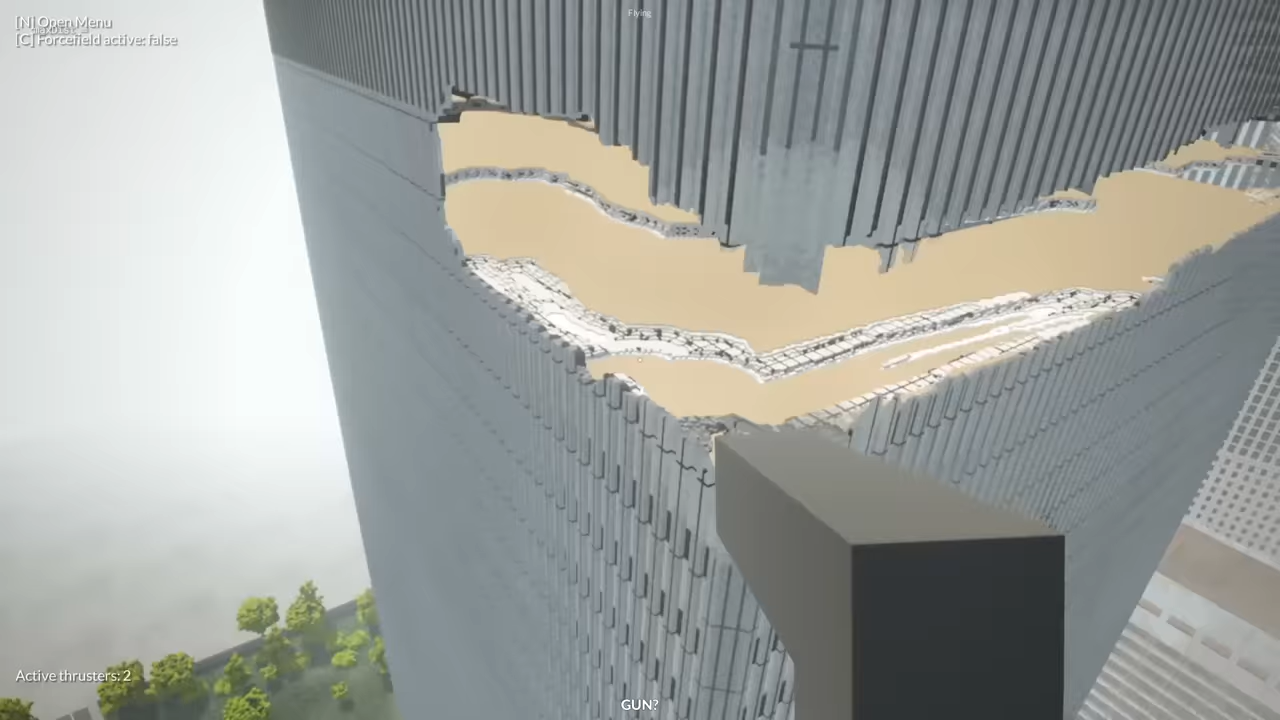 Flying
[N] Open Menu
[C] Forcefield active: false
Active thrusters: 2
GUN?